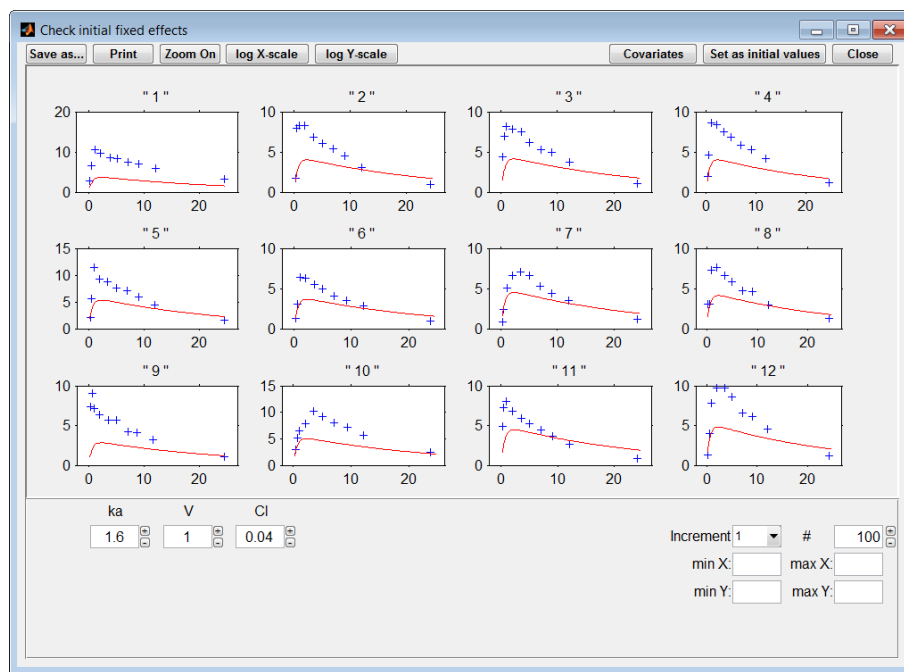 Check initial fixed effects
Save as... Print Zoom On log X-scale log Y-scale Covariates Set as initial values Close
" 1 " " 2 " " 3 " " 4 "
20 10 10 10
10 5 5 5
0 0 0 0
0 10 20 0 10 20 0 10 20 0 10 20
" 5 " " 6 " " 7 " " 8 "
15 10 10 10
10 5 5 5
5
0 0 0 0
0 10 20 0 10 20 0 10 20 0 10 20
" 9 " " 10 " " 11 " " 12 "
10 15 10 10
5 10 5 5
5
0 0 0 0
0 10 20 0 10 20 0 10 20 0 10 20
ka V Cl
1.6 1 0.04 Increment 1 # 100
min X: max X:
min Y: max Y: